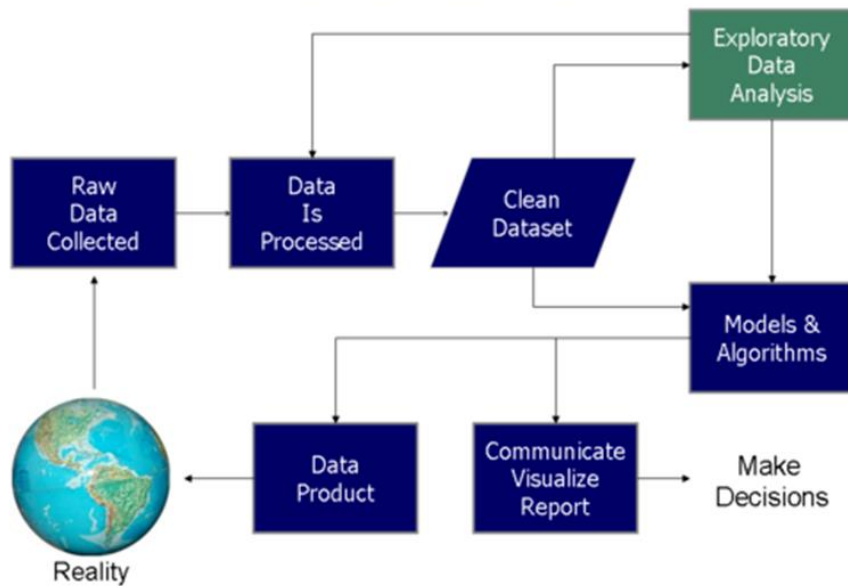 Exploratory
Data
Analysis
Raw
Data
Collected
Data
Is
Processed
Clean
Dataset
Models &
Algorithms
Data
Product
Communicate
Visualize
Report
Make
Decisions
Reality